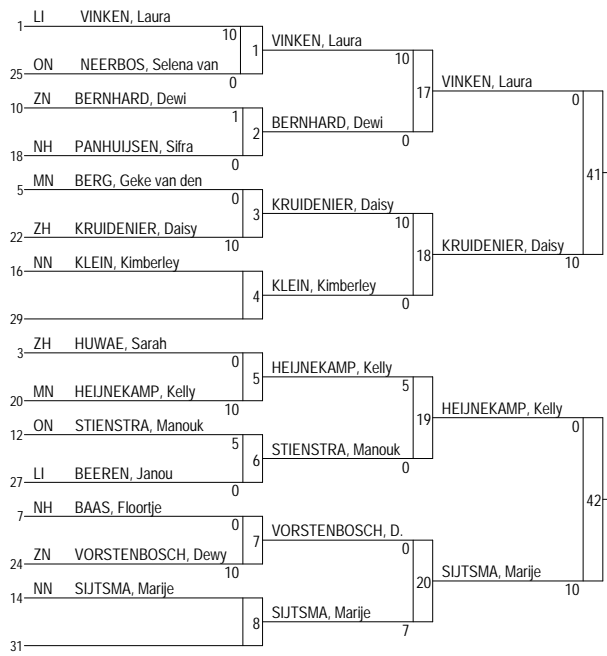 1 LI VINKEN, Laura
10
1
VINKEN, Laura
10
25 ON NEERBOS, Selena van
0
17
VINKEN, Laura
0
10 ZN BERNHARD, Dewi
1
2
BERNHARD, Dewi
0
18 NH PANHUIJSEN, Sifra
0
41
5 MN BERG, Geke van den
0
3
KRUIDENIER, Daisy
10
22 ZH KRUIDENIER, Daisy
10
18
KRUIDENIER, Daisy
10
16 NN KLEIN, Kimberley
4
KLEIN, Kimberley
0
29
3 ZH HUWAE, Sarah
0
5
HEIJNEKAMP, Kelly
5
20 MN HEIJNEKAMP, Kelly
10
19
HEIJNEKAMP, Kelly
0
12 ON STIENSTRA, Manouk
5
6
STIENSTRA, Manouk
0
27 LI BEEREN, Janou
0
42
7 NH BAAS, Floortje
0
7
VORSTENBOSCH, D.
0
24 ZN VORSTENBOSCH, Dewy
10
20
SIJTSMA, Marije
10
14 NN SIJTSMA, Marije
8
SIJTSMA, Marije
7
31